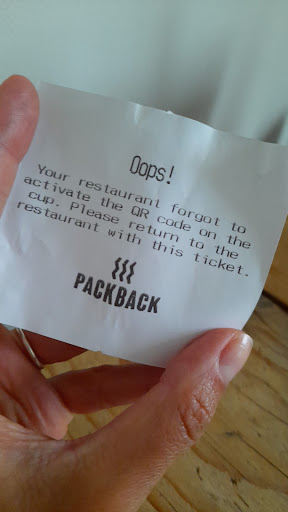 Oops!
Your restaurant forgot to
activate the QR code on the
cup. Please return to the
restaurant with this ticket.
PACKBACK